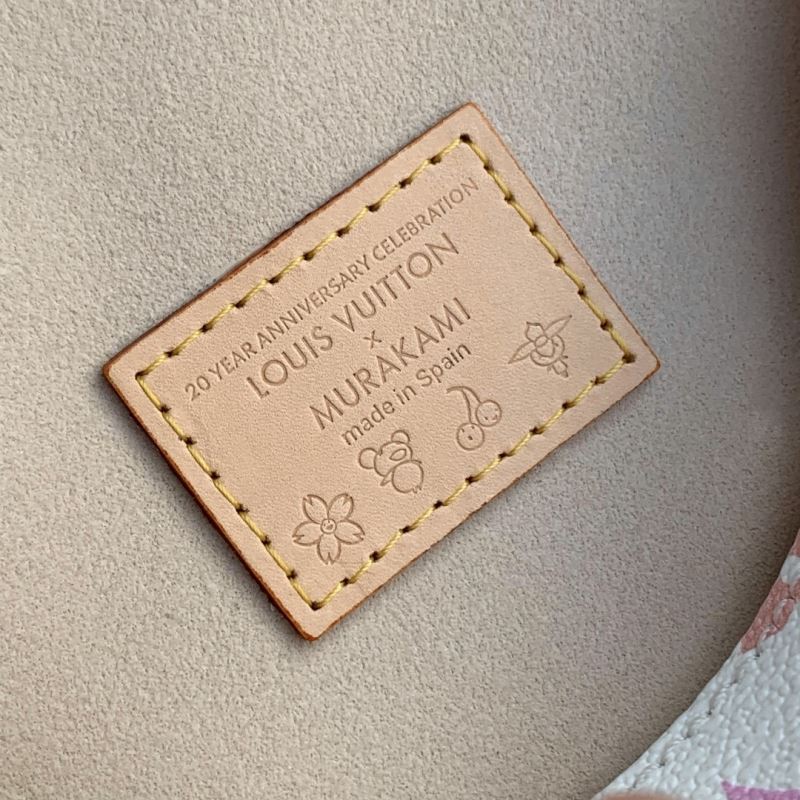 20 YEAR ANNIVERSARY CELEBRATION
LOUIS VUITTON
x
MURAKAMI
made in Spain